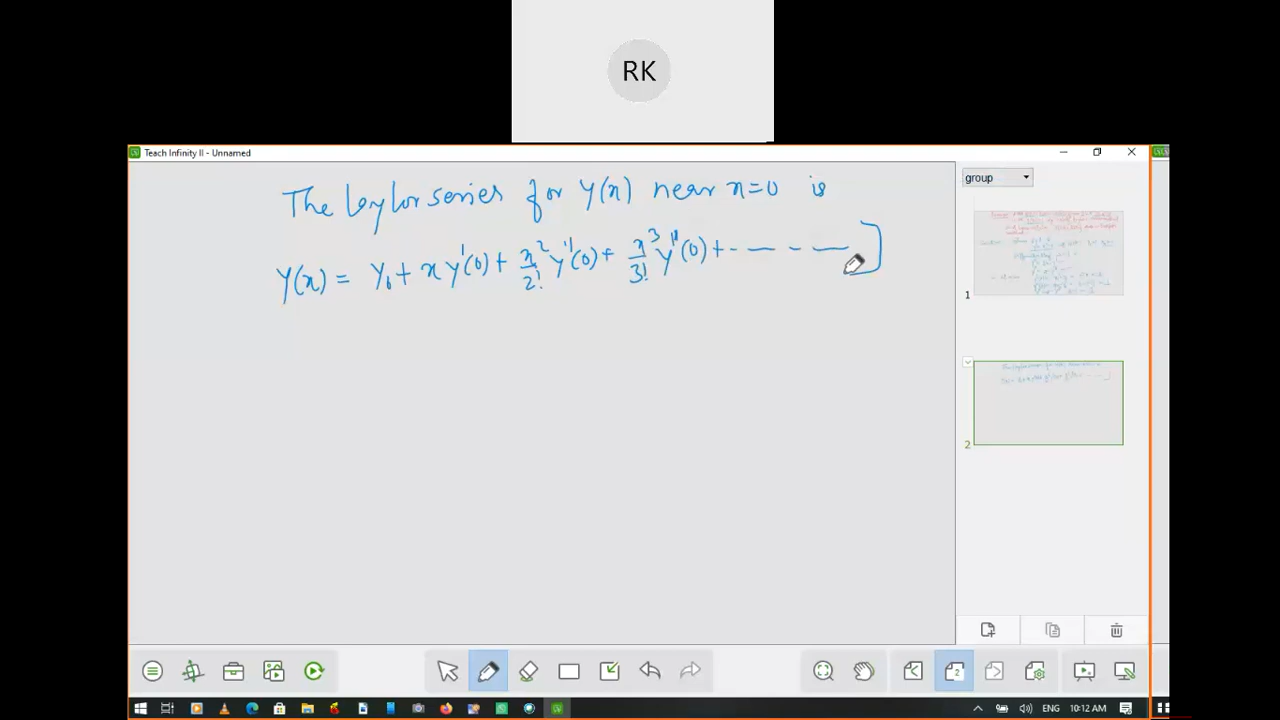 RK
Teach Infinity II - Unnamed
group
The Taylor series for y(x) near x=0 is
y(x) = y₀ + x y'(0) + x²/2! y''(0) + x³/3! y'''(0) + - — - —
1
2
2
ENG 10:12 AM